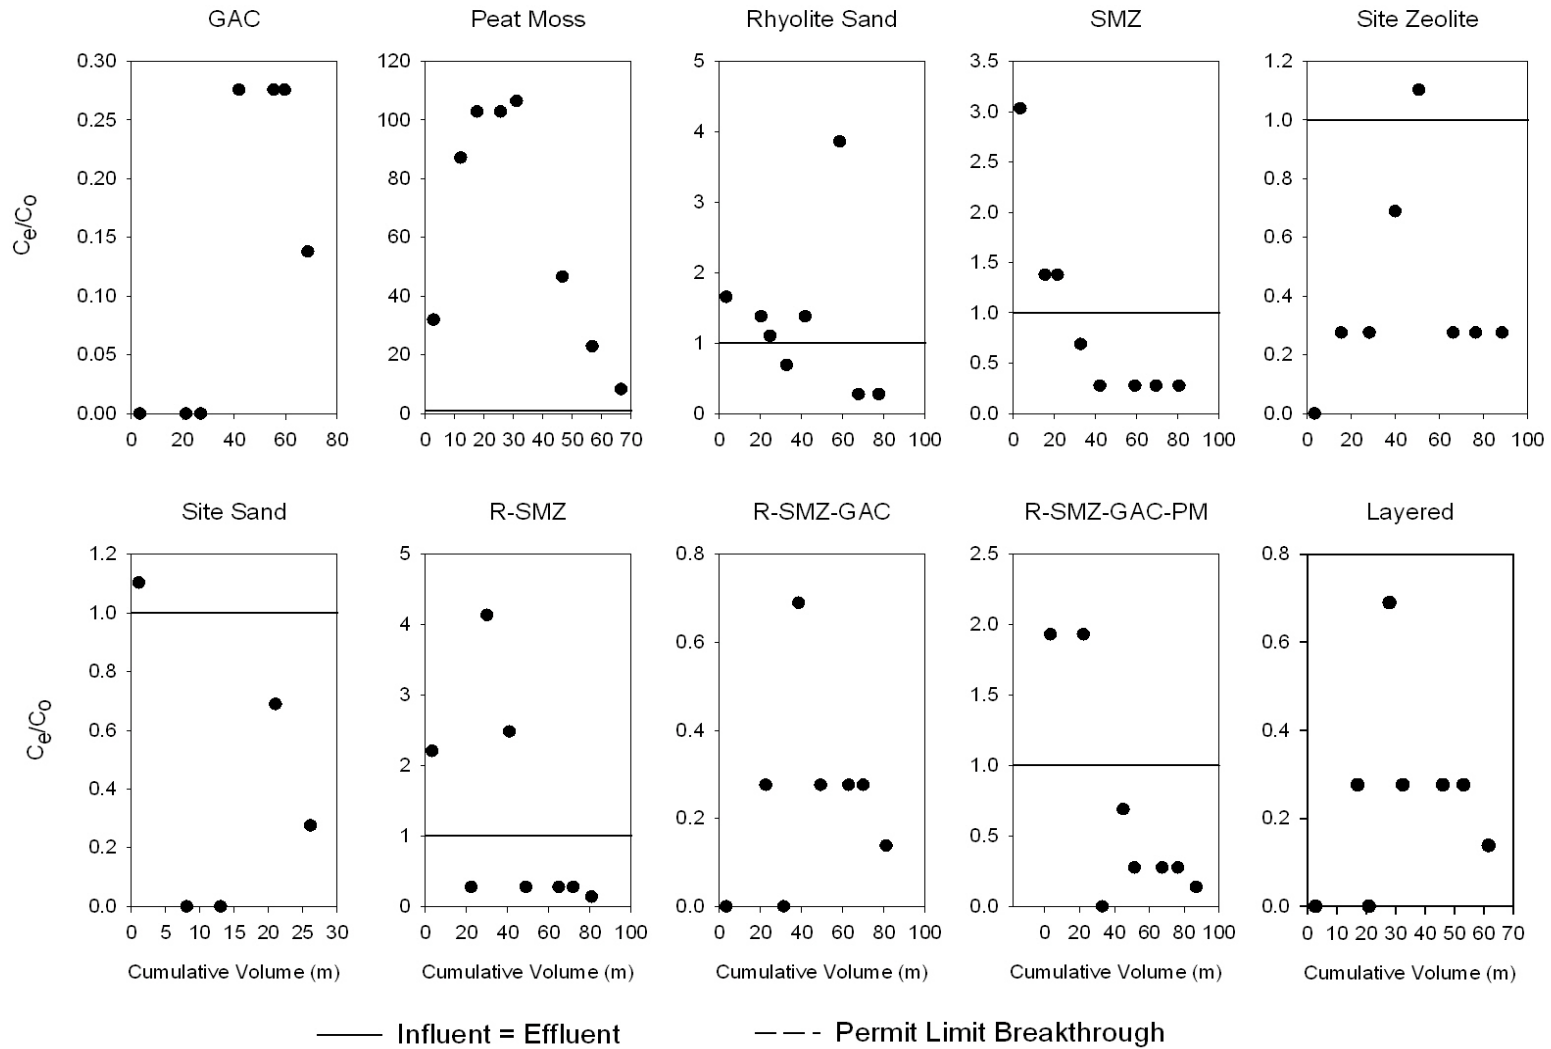 GAC Peat Moss Rhyolite Sand SMZ Site Zeolite
0.30 120 5 3.5 1.2
3.0
0.25 100 4 1.0
2.5
0.20 80 3 0.8
2.0
Ce/Co 0.15 60 0.6
1.5
2
0.10 40 0.4
1.0
1
0.05 20 0.5 0.2
0.00 0 0 0.0 0.0
0 20 40 60 80 0 10 20 30 40 50 60 70 0 20 40 60 80 100 0 20 40 60 80 100 0 20 40 60 80 100
Site Sand R-SMZ R-SMZ-GAC R-SMZ-GAC-PM Layered
1.2 5 0.8 2.5 0.8
1.0 4 2.0
0.6 0.6
0.8 3 1.5
Ce/Co 0.6 0.4 0.4
2 1.0
0.4
0.2 0.2
0.2 1 0.5
0.0 0 0.0 0.0 0.0
0 5 10 15 20 25 30 0 20 40 60 80 100 0 20 40 60 80 100 0 20 40 60 80 100 0 10 20 30 40 50 60 70
Cumulative Volume (m) Cumulative Volume (m) Cumulative Volume (m) Cumulative Volume (m) Cumulative Volume (m)
Influent = Effluent Permit Limit Breakthrough